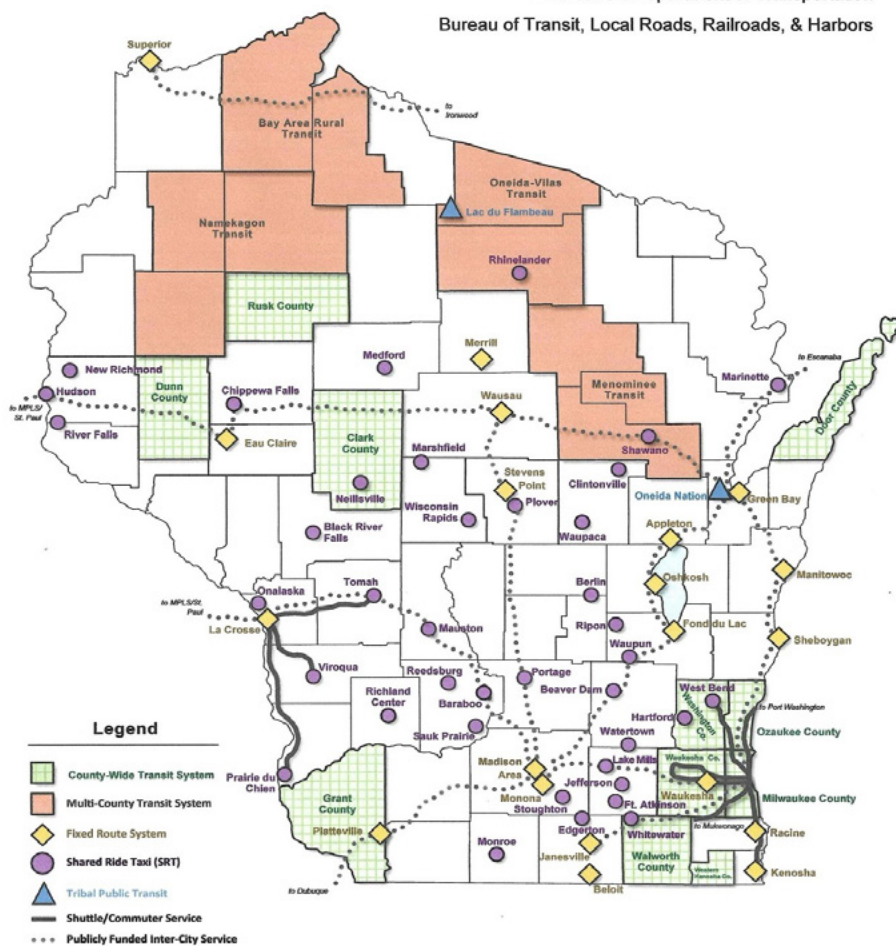 Bureau of Transit, Local Roads, Railroads, & Harbors
Superior
to
Ironwood
Bay Area Rural
Transit
Oneida-Vilas
Transit
Lac du Flambeau
Namekagon
Transit
Rhinelander
Rusk County
Medford
Merrill
New Richmond
Hudson
to MPLS/
St. Paul
River Falls
Dunn
County
Chippewa Falls
Eau Claire
Wausau
Menominee
Transit
Marinette
to Escanaba
Door County
Clark
County
Neillsville
Marshfield
Shawano
Stevens
Point
Plover
Clintonville
Oneida Nation
Green Bay
Wisconsin
Rapids
Black River
Falls
Waupaca
Appleton
Onalaska
Tomah
to MPLS/St.
Paul
La Crosse
Berlin
Oshkosh
Manitowoc
Mauston
Ripon
Fond du Lac
Sheboygan
Waupun
Viroqua
Reedsburg
Portage
Beaver Dam
West Bend
Washington
Co.
to Port Washington
Richland
Center
Baraboo
Hartford
Ozaukee County
Sauk Prairie
Watertown
Prairie du
Chien
Madison
Area
Lake Mills
Waukesha Co.
Monona
Jefferson
Waukesha
Milwaukee County
Grant
County
Stoughton
Ft. Atkinson
Platteville
Edgerton
Whitewater
to Mukwonago
Racine
Monroe
Janesville
Walworth
County
Western
Kenosha Co.
Kenosha
to Dubuque
Beloit
Legend
County-Wide Transit System
Multi-County Transit System
Fixed Route System
Shared Ride Taxi (SRT)
Tribal Public Transit
Shuttle/Commuter Service
Publicly Funded Inter-City Service